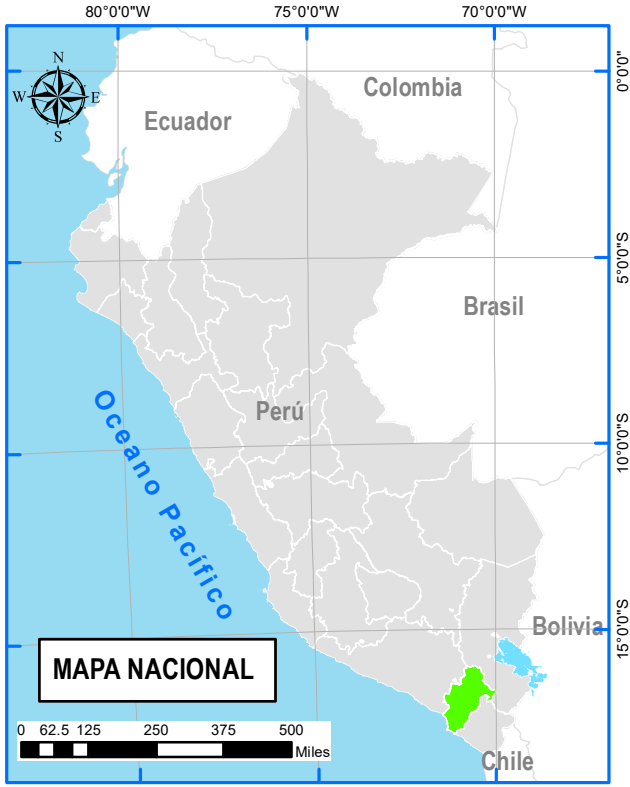 80°0'0"W 75°0'0"W 70°0'0"W
N
W E
S
0°0'0"
Colombia
Ecuador
5°0'0"S
Brasil
Perú
10°0'0"S
Oceano Pacífico
Bolivia
15°0'0"S
MAPA NACIONAL
0 62.5 125 250 375 500
Miles
Chile